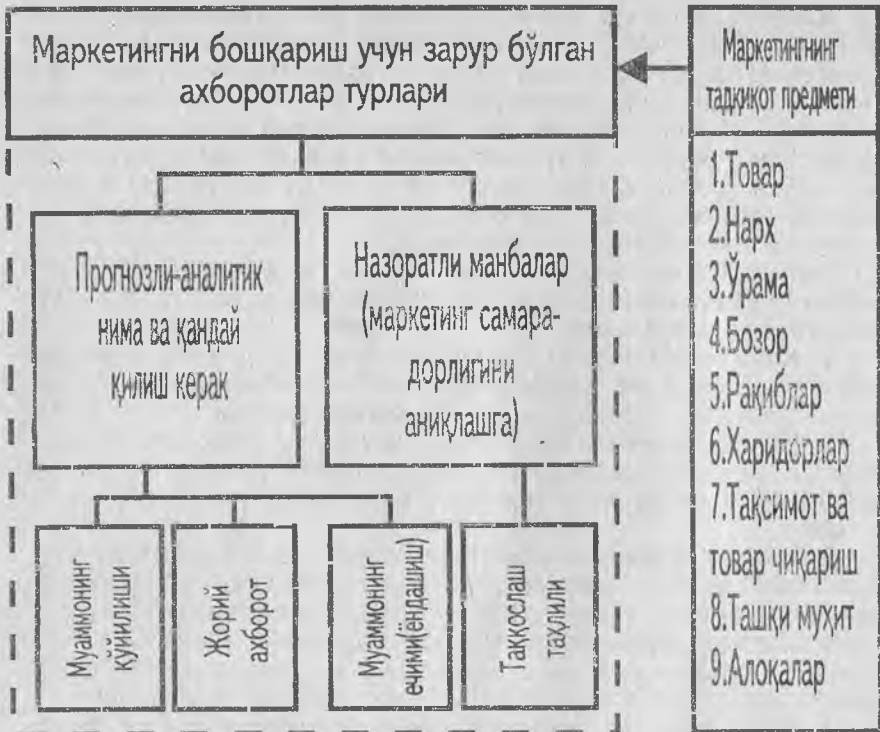 Маркетингни бошқариш учун зарур бўлган
ахборотлар турлари
Маркетингнинг
тадқиқот предмети
Прогнозли-аналитик
нима ва қандай
қилиш керак
Назоратли манбалар
(маркетинг самара-
дорлигини
аниқлашга)
Муаммонинг
қўйилиши
Жорий
ахборот
Муаммонинг
ечими(ёндашиш)
Таққослаш
таҳлили
1.Товар
2.Нарх
3.Ўрама
4.Бозор
5.Рақиблар
6.Харидорлар
7.Тақсимот ва
товар чиқариш
8.Ташқи муҳит
9.Алоқалар